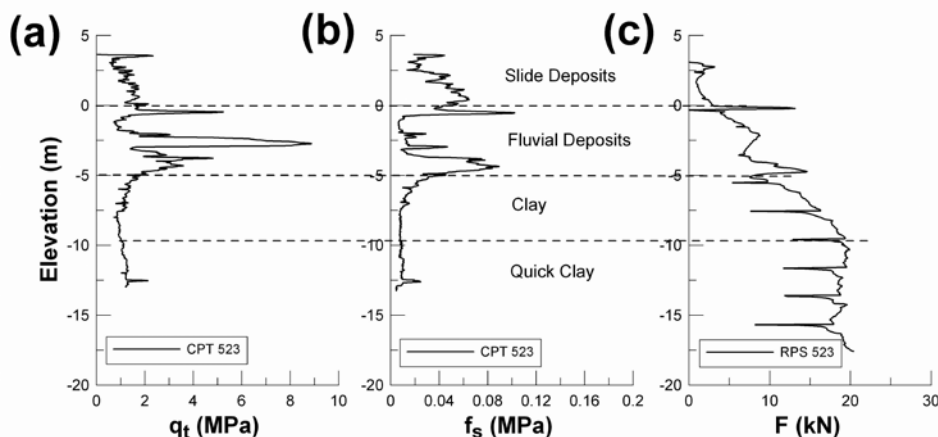 (a)
(b)
(c)
5
0
-5
-10
-15
-20
Elevation (m)
0 2 4 6 8 10
qt (MPa)
CPT 523
5
0
-5
-10
-15
-20
0 0.04 0.08 0.12 0.16 0.2
fs (MPa)
CPT 523
Slide Deposits
Fluvial Deposits
Clay
Quick Clay
5
0
-5
-10
-15
-20
0 10 20 30
F (kN)
RPS 523